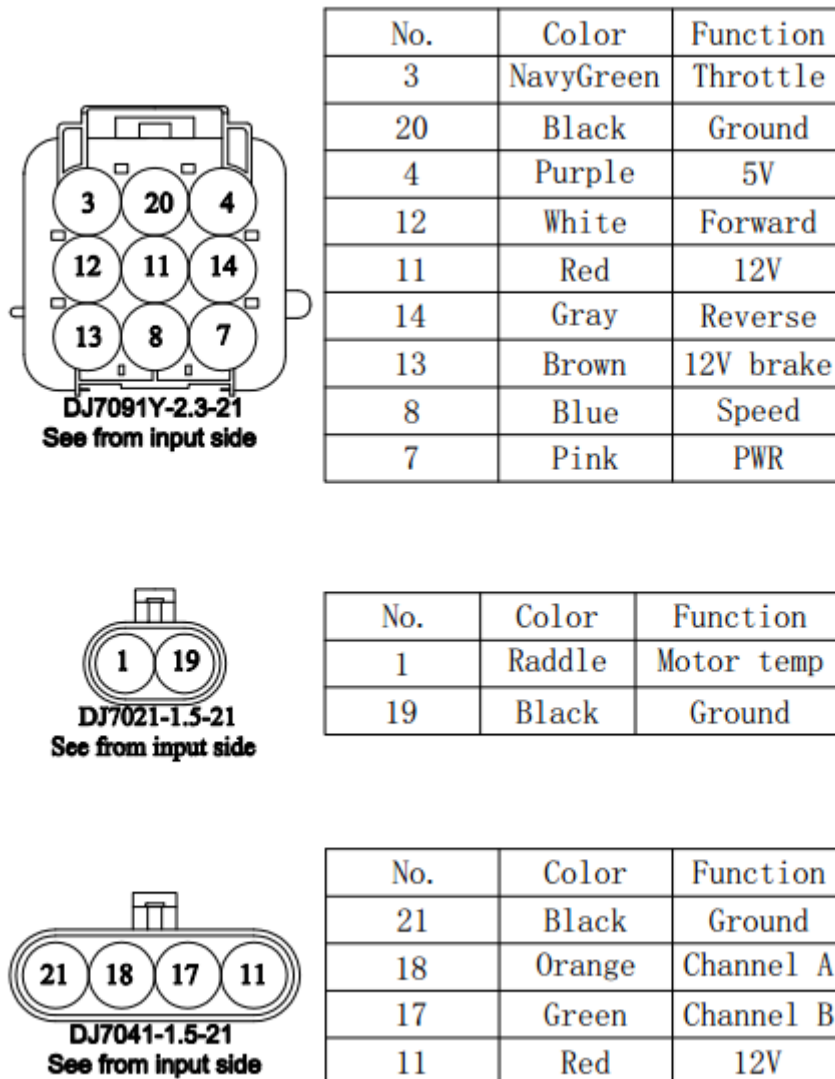 No. Color Function
3 NavyGreen Throttle
20 Black Ground
4 Purple 5V
12 White Forward
11 Red 12V
14 Gray Reverse
13 Brown 12V brake
8 Blue Speed
7 Pink PWR
3 20 4
12 11 14
13 8 7
DJ7091Y-2.3-21
See from input side
No. Color Function
1 Raddle Motor temp
19 Black Ground
1 19
DJ7021-1.5-21
See from input side
No. Color Function
21 Black Ground
18 Orange Channel A
17 Green Channel B
11 Red 12V
21 18 17 11
DJ7041-1.5-21
See from input side